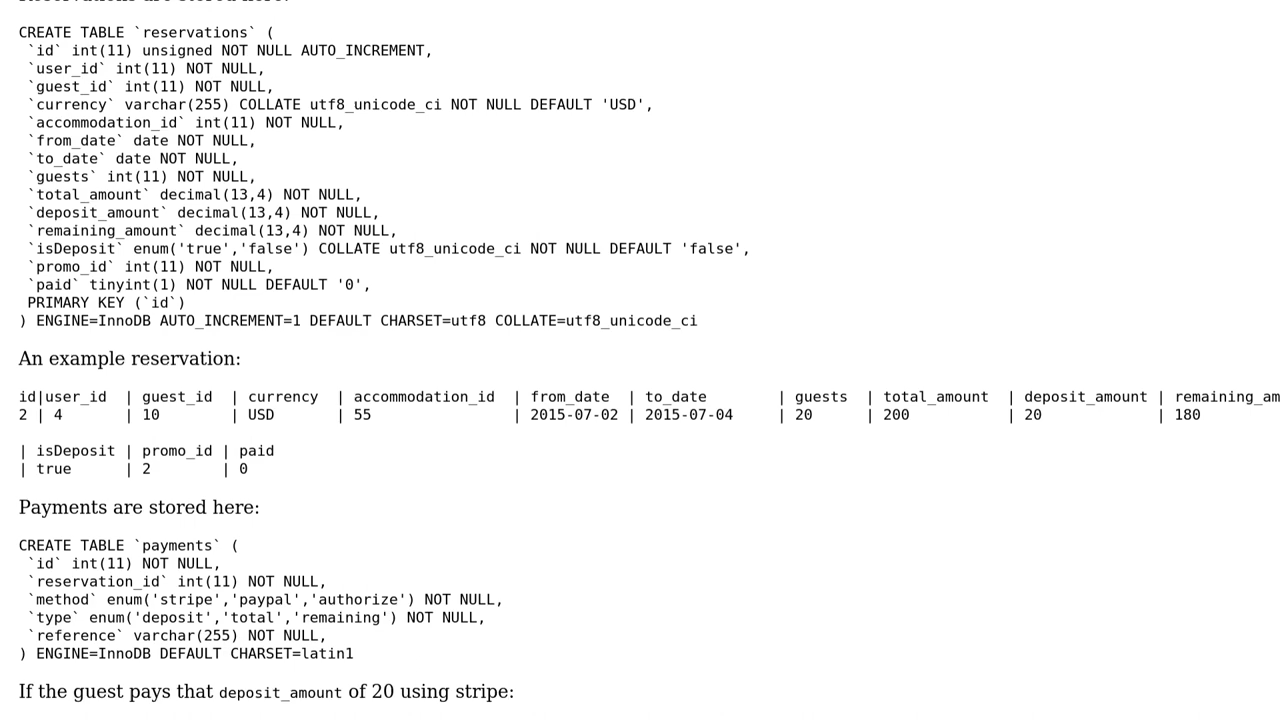 Reservations are stored here:
CREATE TABLE `reservations` (
 `id` int(11) unsigned NOT NULL AUTO_INCREMENT,
 `user_id` int(11) NOT NULL,
 `guest_id` int(11) NOT NULL,
 `currency` varchar(255) COLLATE utf8_unicode_ci NOT NULL DEFAULT 'USD',
 `accommodation_id` int(11) NOT NULL,
 `from_date` date NOT NULL,
 `to_date` date NOT NULL,
 `guests` int(11) NOT NULL,
 `total_amount` decimal(13,4) NOT NULL,
 `deposit_amount` decimal(13,4) NOT NULL,
 `remaining_amount` decimal(13,4) NOT NULL,
 `isDeposit` enum('true','false') COLLATE utf8_unicode_ci NOT NULL DEFAULT 'false',
 `promo_id` int(11) NOT NULL,
 `paid` tinyint(1) NOT NULL DEFAULT '0',
 PRIMARY KEY (`id`)
) ENGINE=InnoDB AUTO_INCREMENT=1 DEFAULT CHARSET=utf8 COLLATE=utf8_unicode_ci
An example reservation:
id|user_id  | guest_id  | currency  | accommodation_id  | from_date  | to_date        | guests  | total_amount  | deposit_amount | remaining_am
2 | 4       | 10        | USD       | 55                | 2015-07-02 | 2015-07-04     | 20      | 200           | 20             | 180
| isDeposit | promo_id | paid
| true      | 2        | 0
Payments are stored here:
CREATE TABLE `payments` (
 `id` int(11) NOT NULL,
 `reservation_id` int(11) NOT NULL,
 `method` enum('stripe','paypal','authorize') NOT NULL,
 `type` enum('deposit','total','remaining') NOT NULL,
 `reference` varchar(255) NOT NULL,
) ENGINE=InnoDB DEFAULT CHARSET=latin1
If the guest pays that deposit_amount of 20 using stripe: